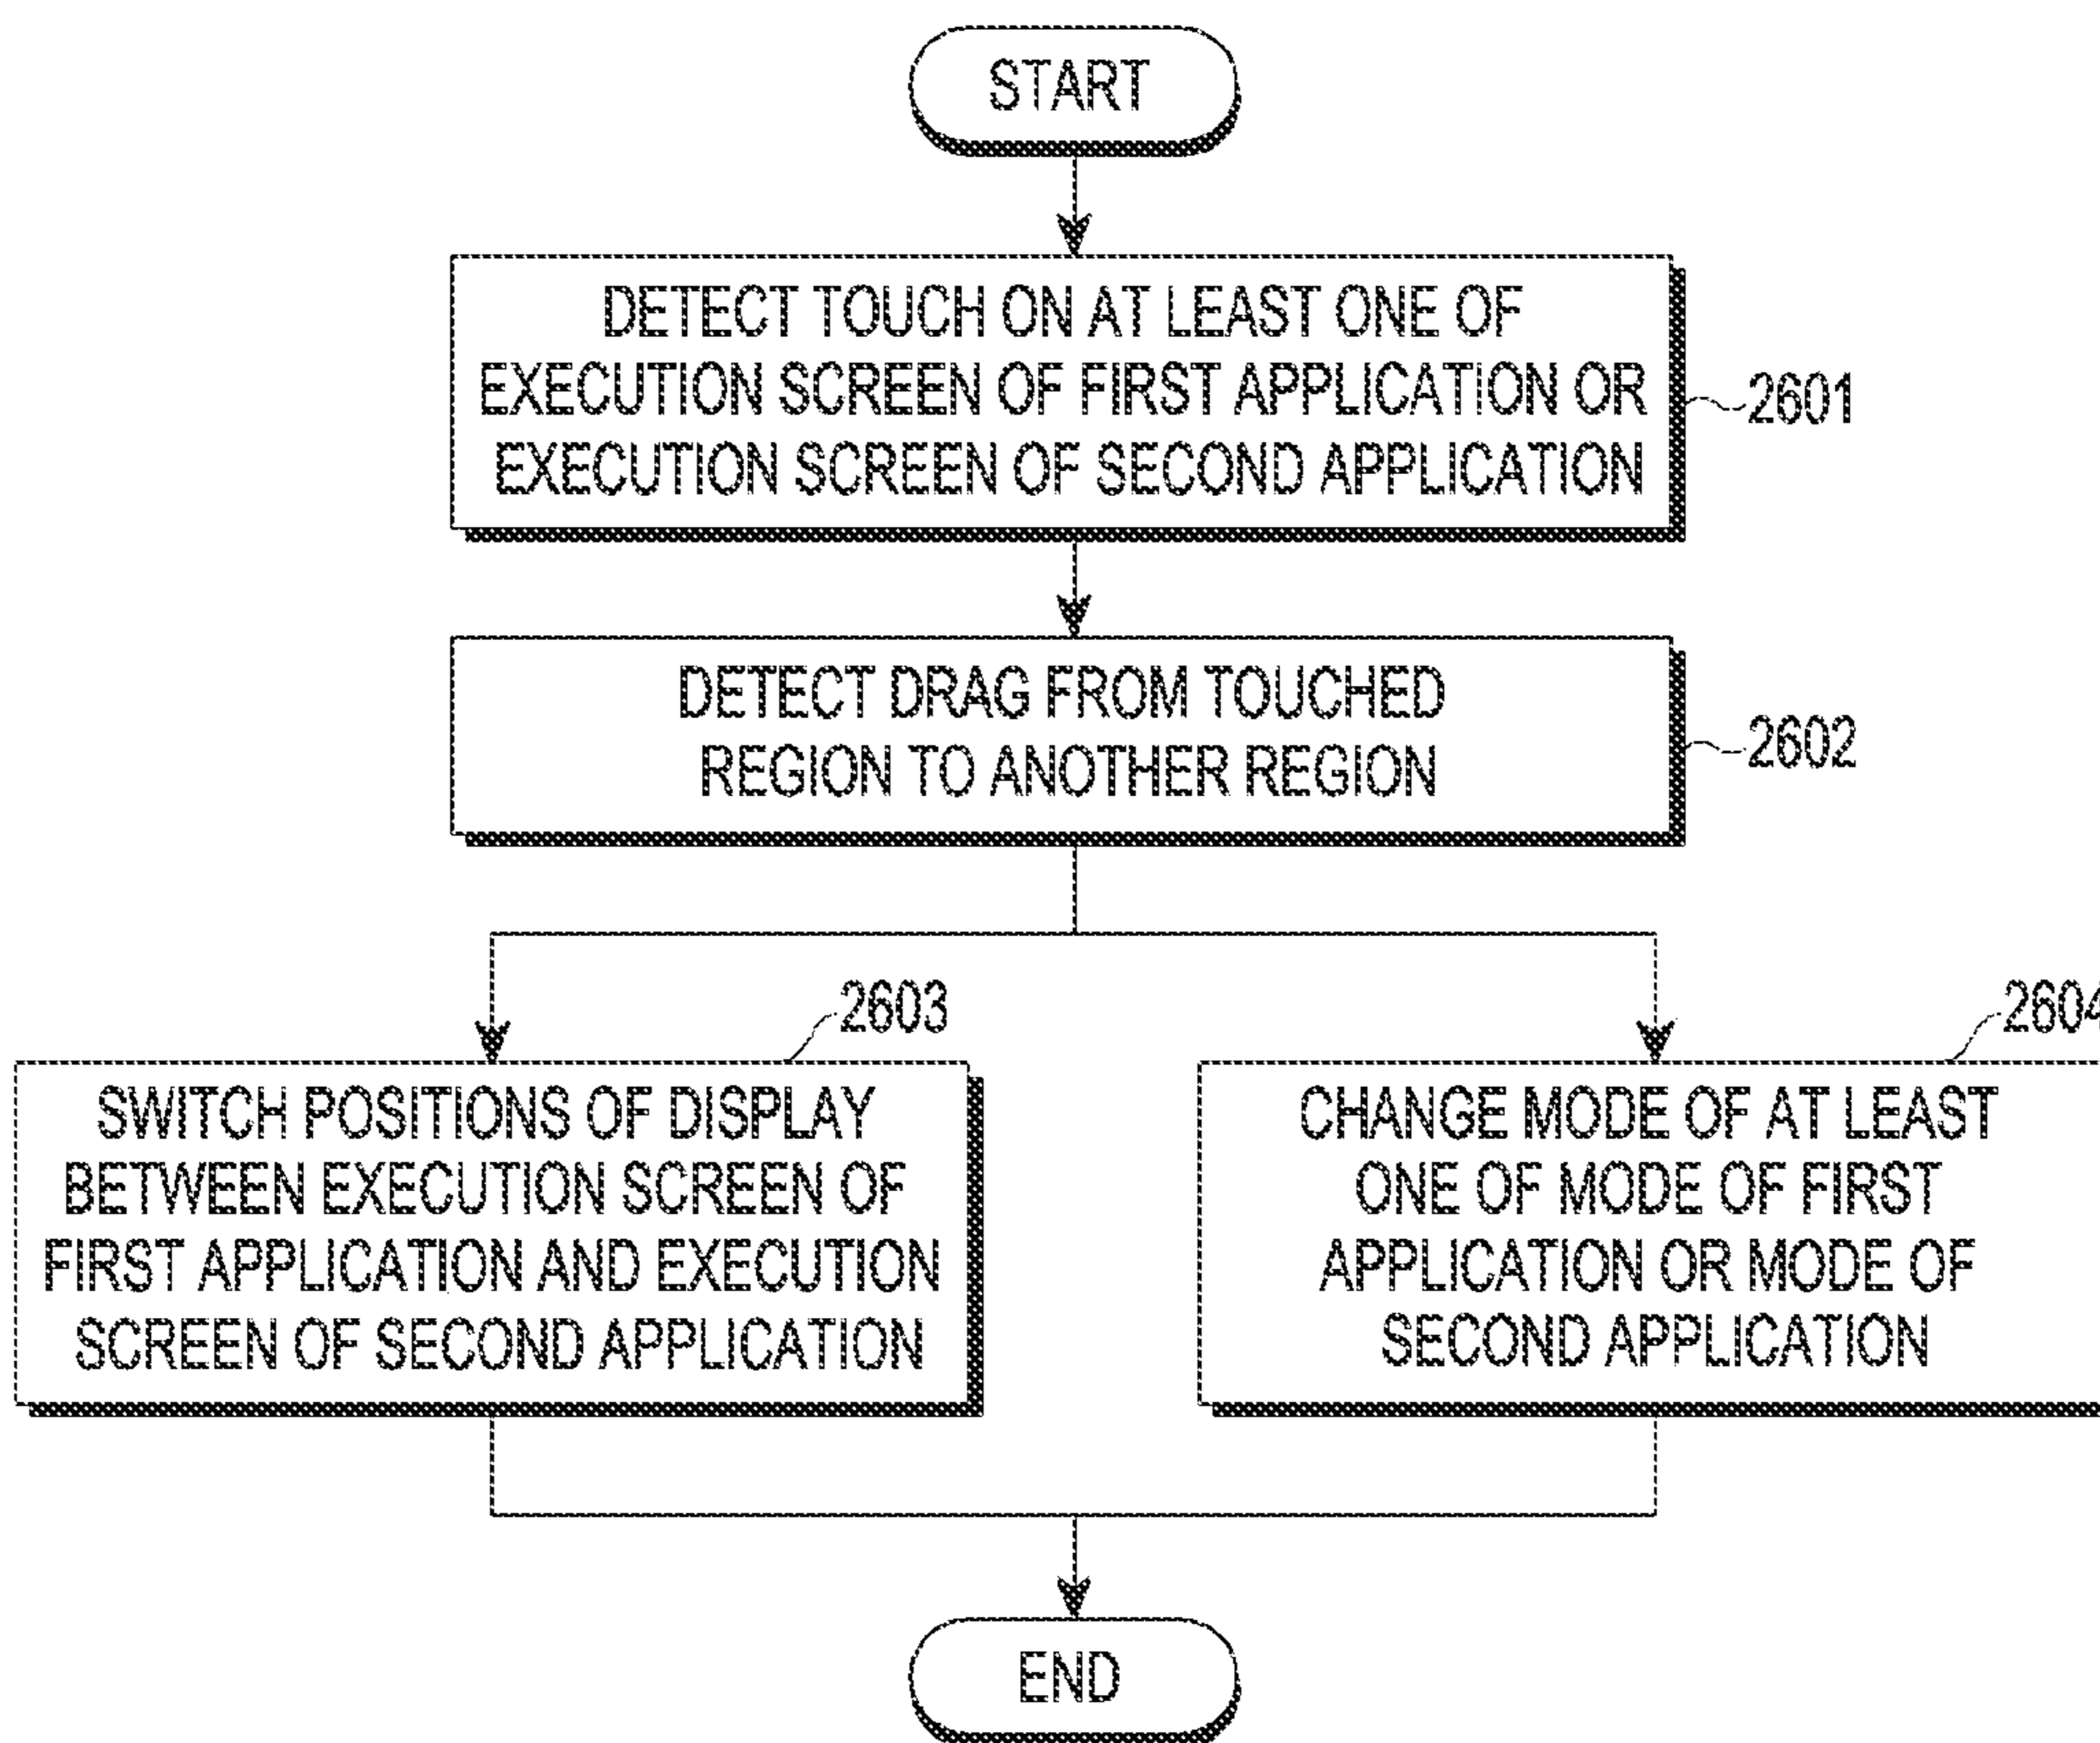 START
DETECT TOUCH ON AT LEAST ONE OF
EXECUTION SCREEN OF FIRST APPLICATION OR
EXECUTION SCREEN OF SECOND APPLICATION
2601
DETECT DRAG FROM TOUCHED
REGION TO ANOTHER REGION
2602
2603
SWITCH POSITIONS OF DISPLAY
BETWEEN EXECUTION SCREEN OF
FIRST APPLICATION AND EXECUTION
SCREEN OF SECOND APPLICATION
2604
CHANGE MODE OF AT LEAST
ONE OF MODE OF FIRST
APPLICATION OR MODE OF
SECOND APPLICATION
END